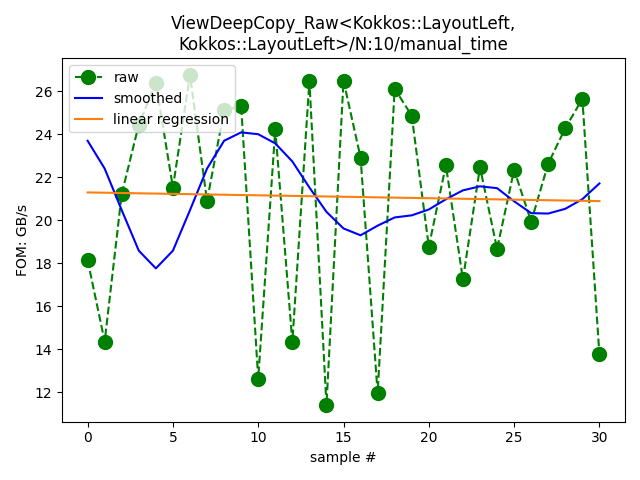 ViewDeepCopy_Raw<Kokkos::LayoutLeft,
Kokkos::LayoutLeft>/N:10/manual_time
raw
smoothed
linear regression
FOM: GB/s
26
24
22
20
18
16
14
12
0 5 10 15 20 25 30
sample #